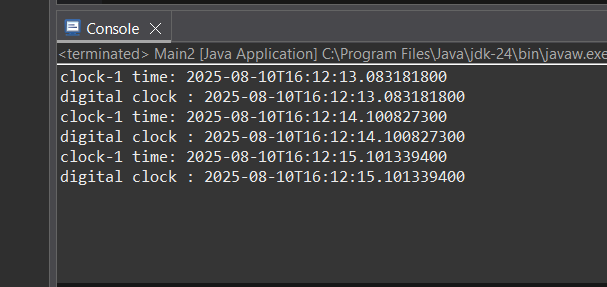 Console
<terminated> Main2 [Java Application] C:\Program Files\Java\jdk-24\bin\javaw.exe
clock-1 time: 2025-08-10T16:12:13.083181800
digital clock : 2025-08-10T16:12:13.083181800
clock-1 time: 2025-08-10T16:12:14.100827300
digital clock : 2025-08-10T16:12:14.100827300
clock-1 time: 2025-08-10T16:12:15.101339400
digital clock : 2025-08-10T16:12:15.101339400